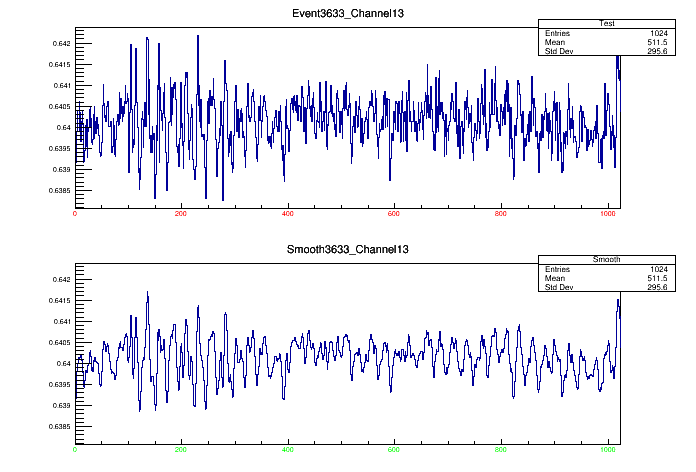 Event3633_Channel13
Test
Entries 1024
Mean 511.5
Std Dev 295.6
0.642
0.6415
0.641
0.6405
0.64
0.6395
0.639
0.6385
0 200 400 600 800 1000
Smooth3633_Channel13
Smooth
Entries 1024
Mean 511.5
Std Dev 295.6
0.642
0.6415
0.641
0.6405
0.64
0.6395
0.639
0.6385
0 200 400 600 800 1000